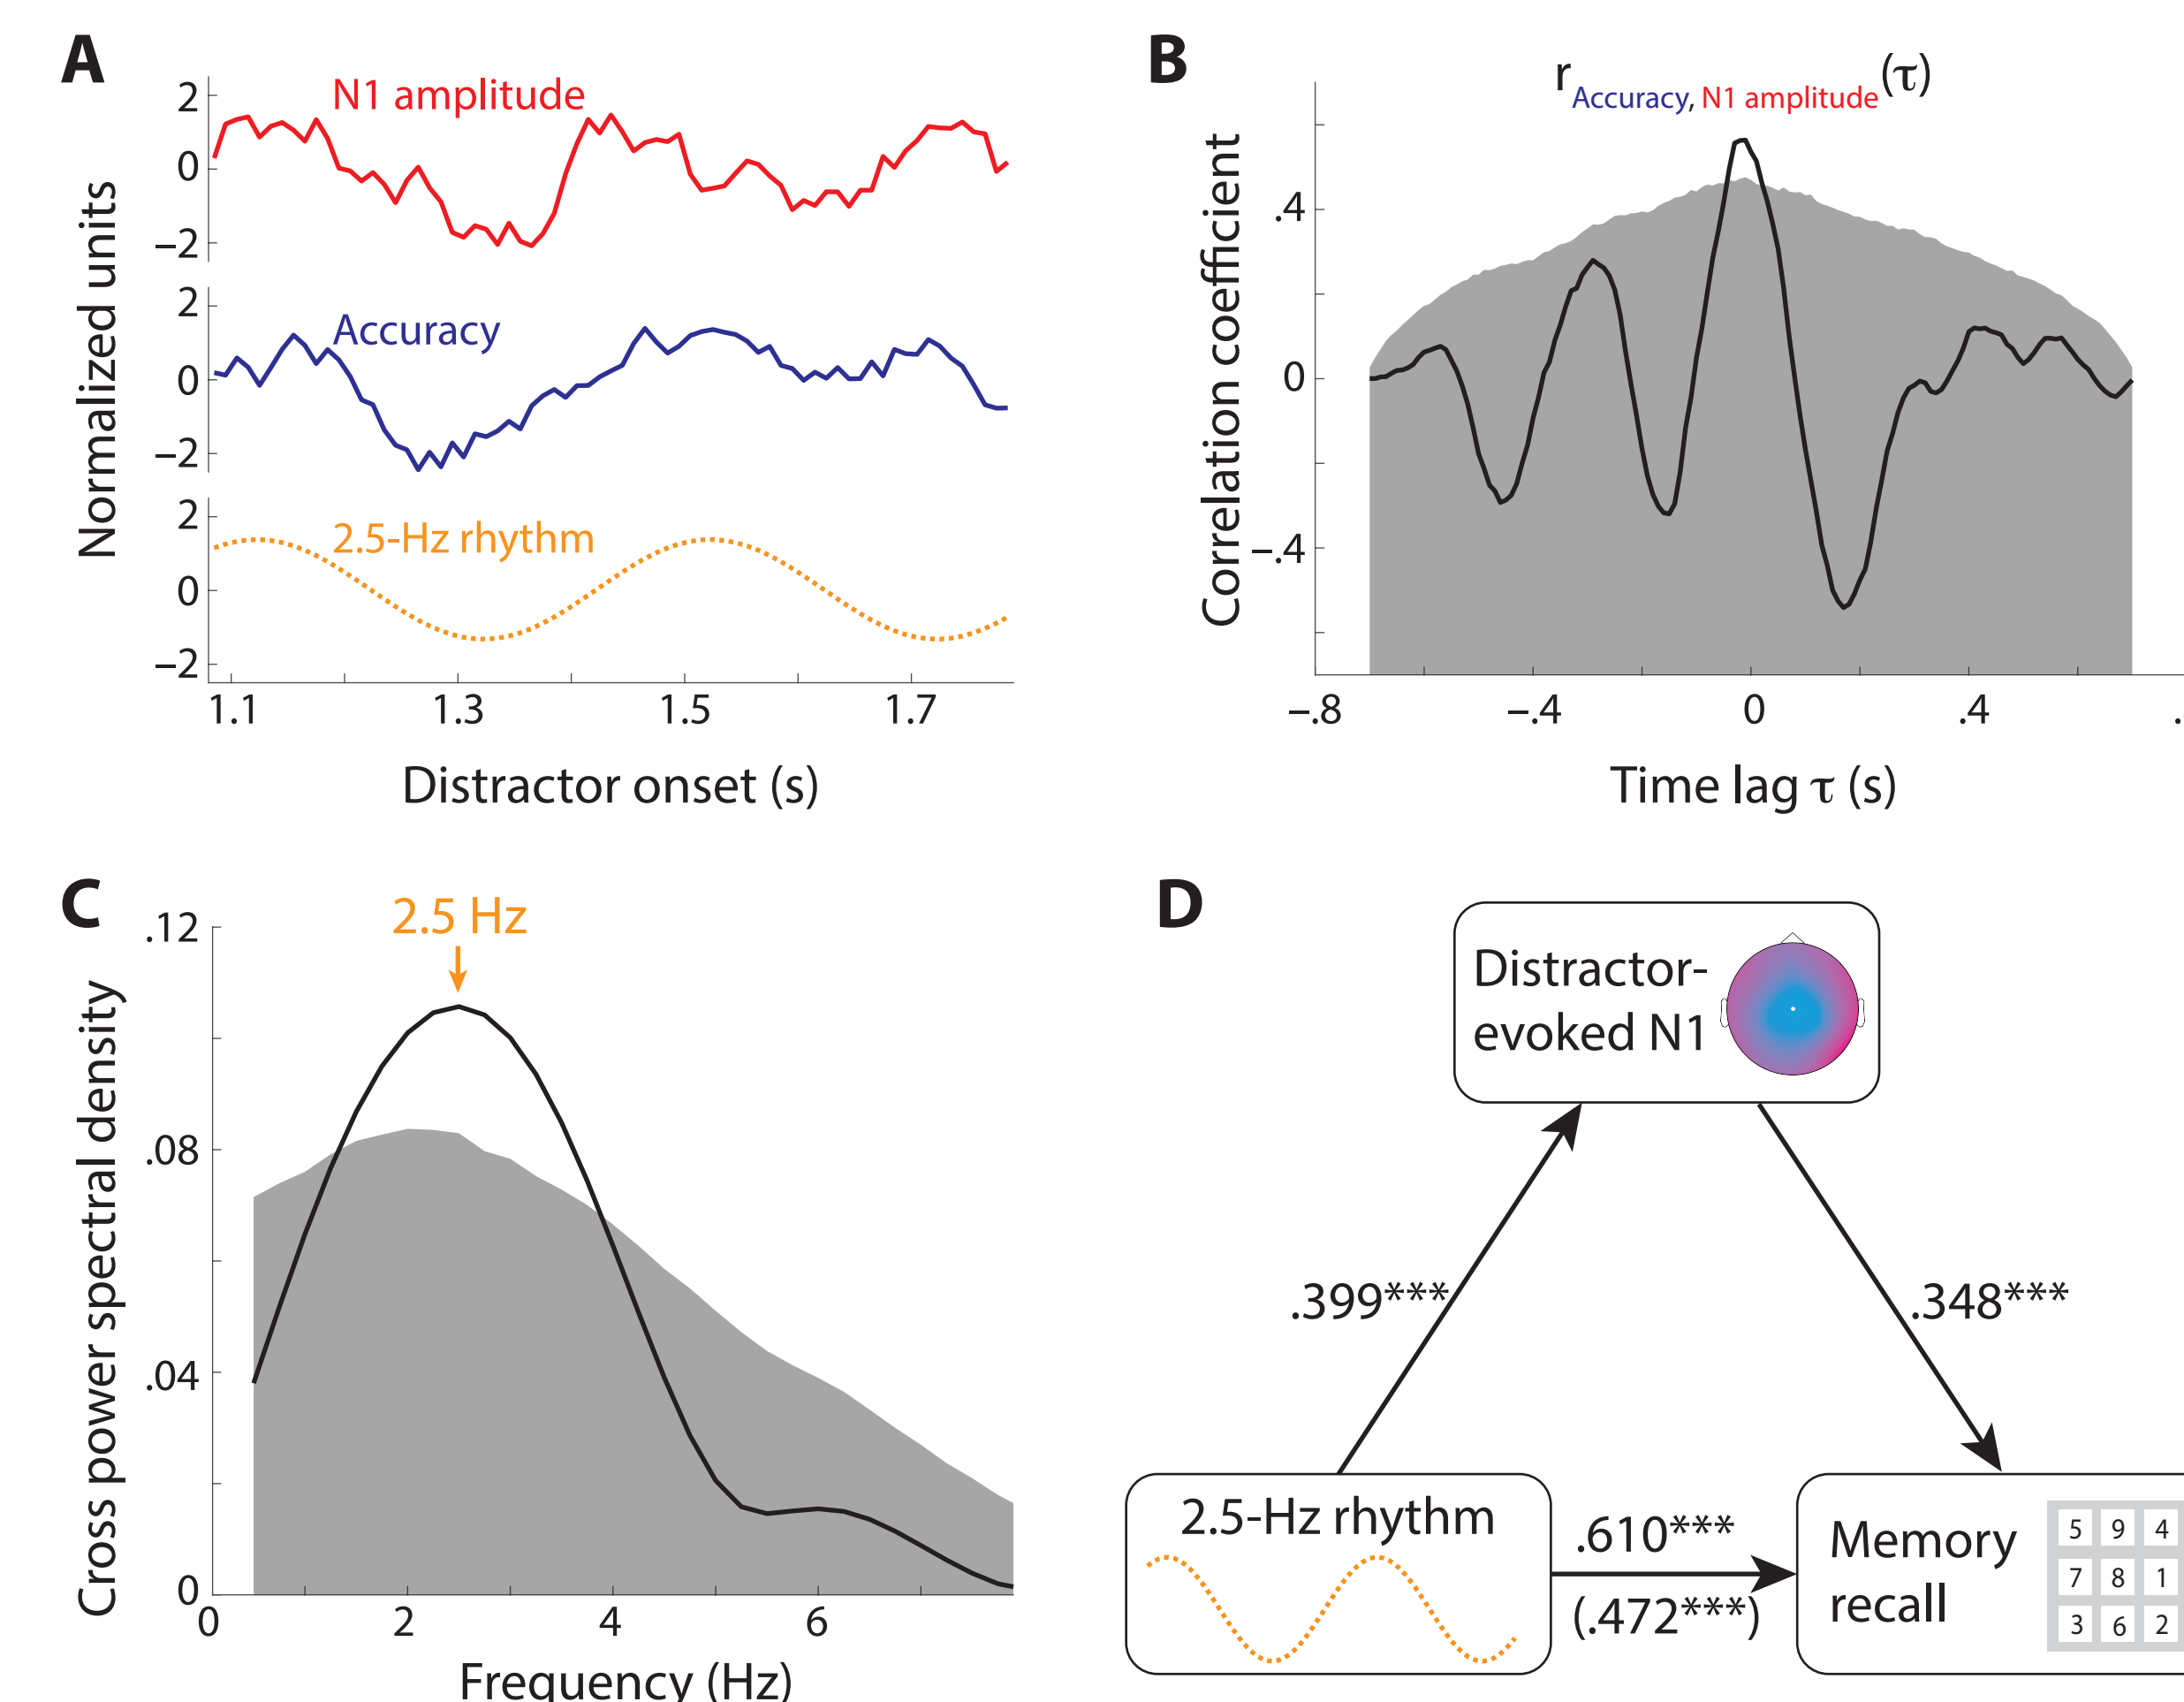 A
N1 amplitude
2
0
−2
Accuracy
2
0
−2
2.5-Hz rhythm
2
0
−2
Normalized units
1.1 1.3 1.5 1.7
Distractor onset (s)
B
r Accuracy, N1 amplitude (τ)
Correlation coefficient
.4
0
−.4
−.8 −.4 0 .4 .
Time lag τ (s)
C
2.5 Hz
Cross power spectral density
.12
.08
.04
0
0 2 4 6
Frequency (Hz)
D
Distractor-
evoked N1
.399***
.348***
2.5-Hz rhythm
.610***
(.472***)
Memory
recall
5 9 4
7 8 1
3 6 2